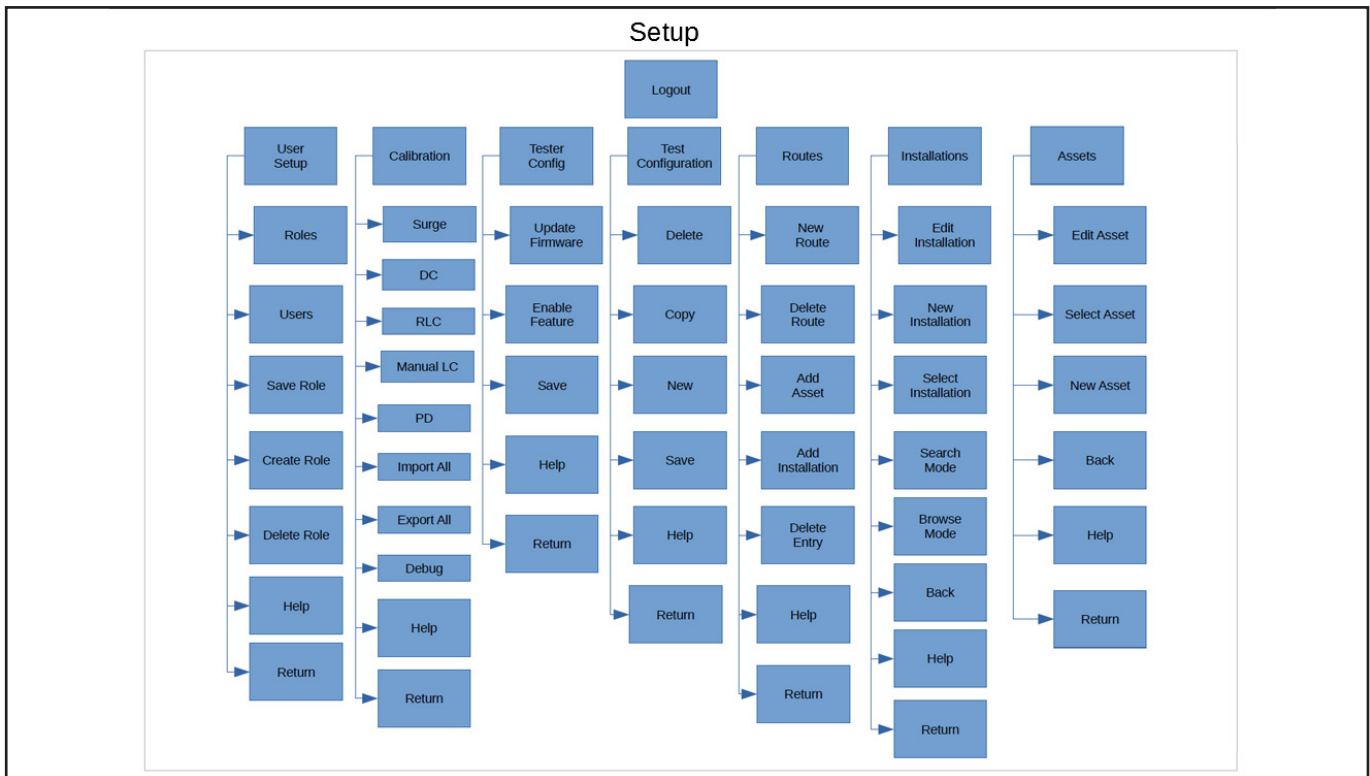 Setup
Logout
User
Setup
Roles
Users
Save Role
Create Role
Delete Role
Help
Return
Calibration
Surge
DC
RLC
Manual LC
PD
Import All
Export All
Debug
Help
Return
Tester
Config
Update
Firmware
Enable
Feature
Save
Help
Return
Test
Configuration
Delete
Copy
New
Save
Help
Return
Routes
New
Route
Delete
Route
Add
Asset
Add
Installation
Delete
Entry
Help
Return
Installations
Edit
Installation
New
Installation
Select
Installation
Search
Mode
Browse
Mode
Back
Help
Return
Assets
Edit Asset
Select Asset
New Asset
Back
Help
Return